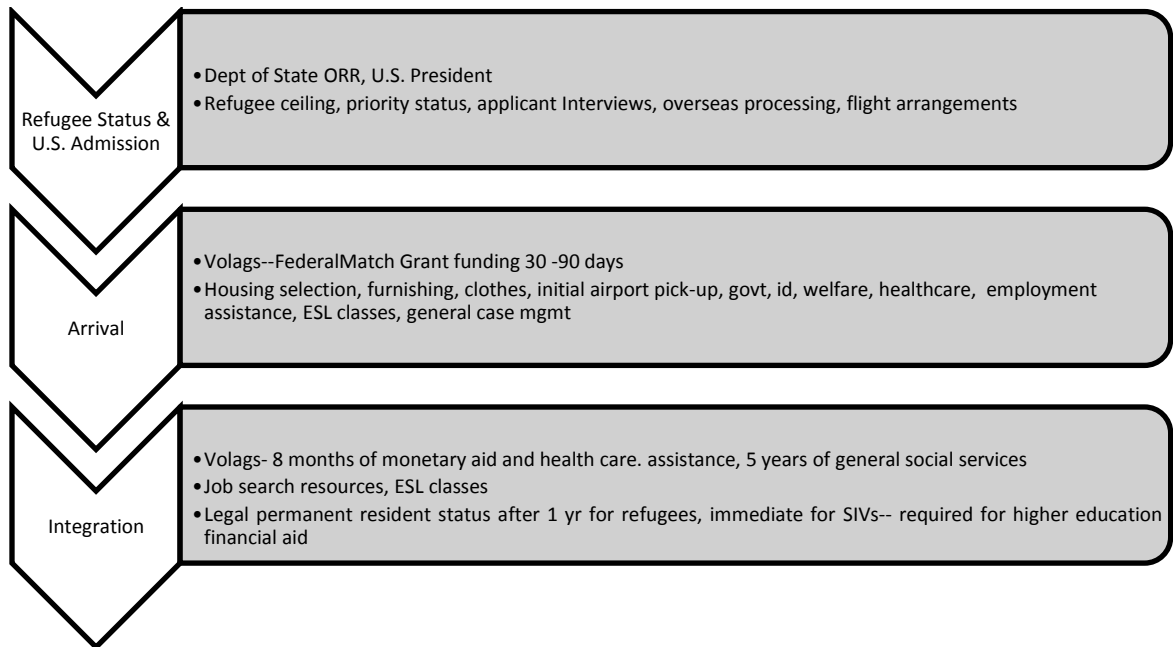 Refugee Status &
U.S. Admission
•Dept of State ORR, U.S. President
•Refugee ceiling, priority status, applicant Interviews, overseas processing, flight arrangements
Arrival
•Volags--FederalMatch Grant funding 30 -90 days
•Housing selection, furnishing, clothes, initial airport pick-up, govt, id, welfare, healthcare, employment
assistance, ESL classes, general case mgmt
Integration
•Volags- 8 months of monetary aid and health care. assistance, 5 years of general social services
•Job search resources, ESL classes
•Legal permanent resident status after 1 yr for refugees, immediate for SIVs-- required for higher education
financial aid